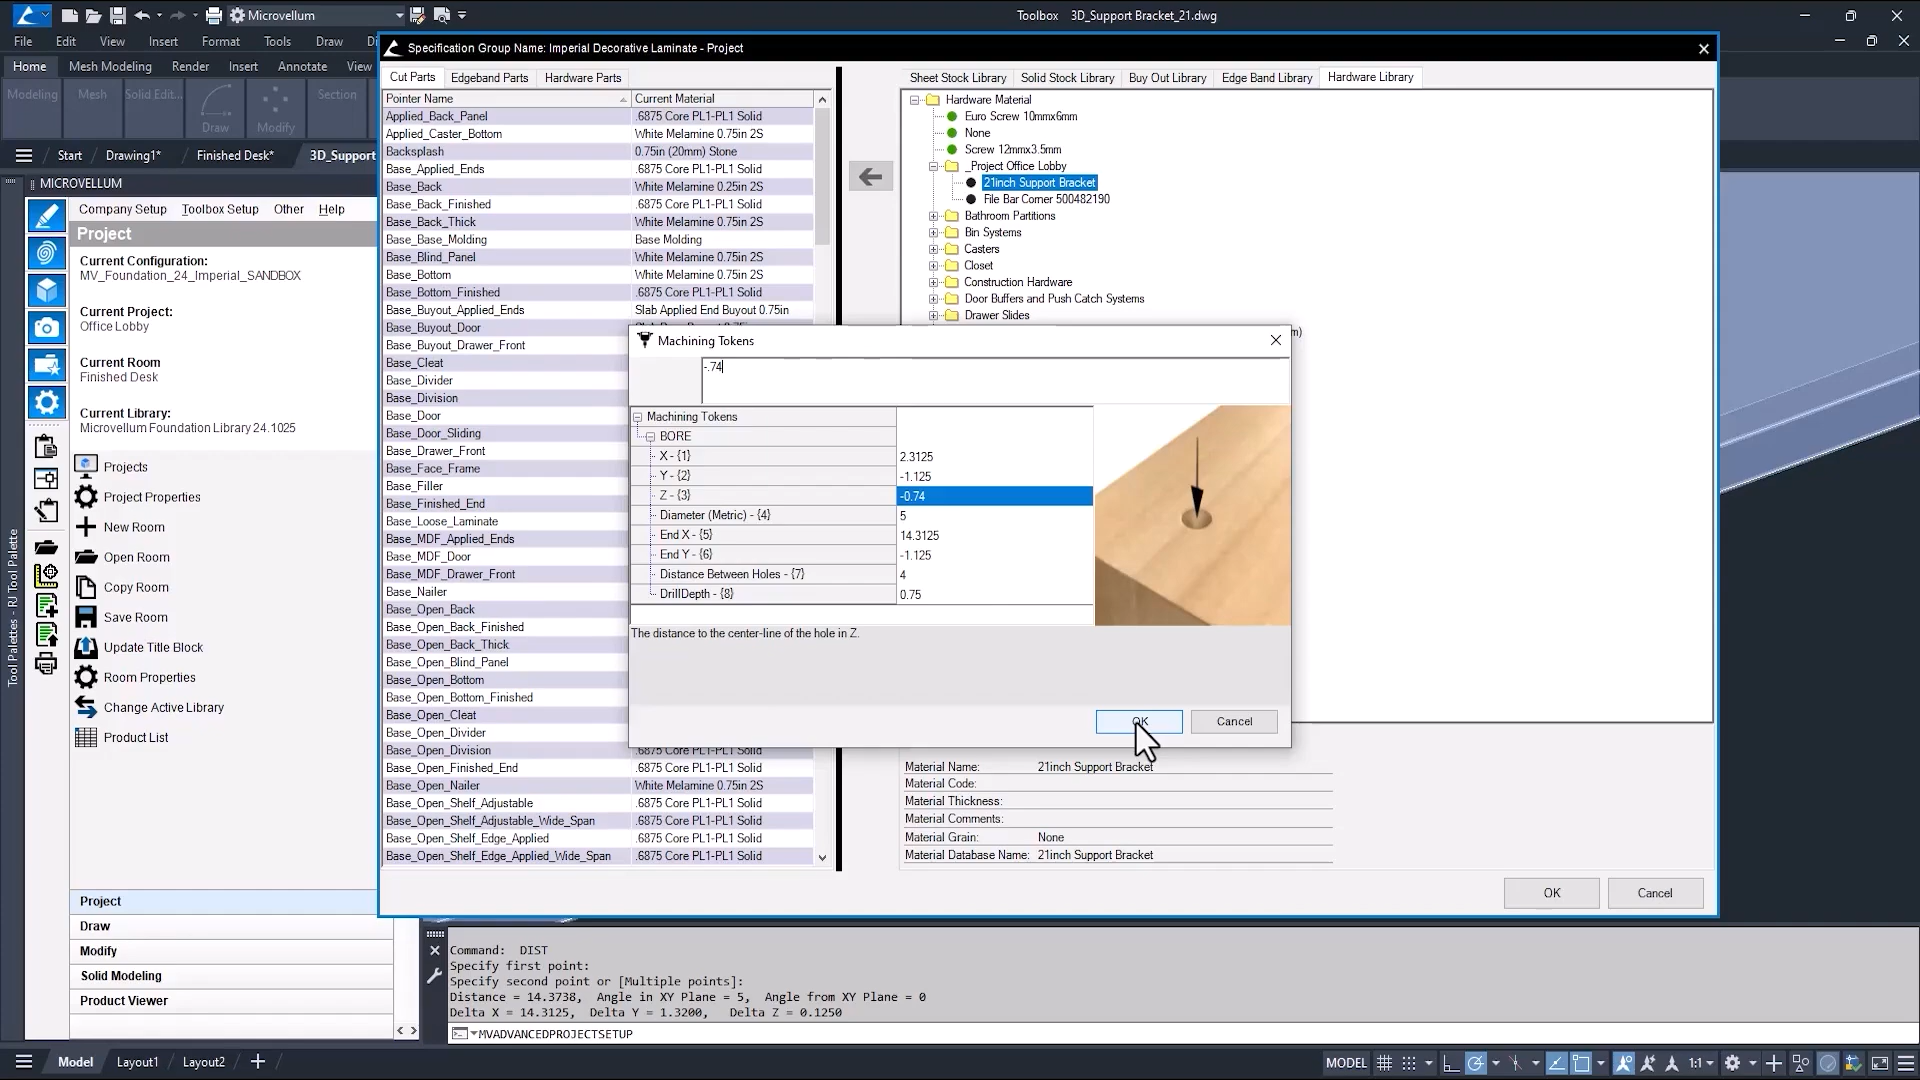 Microvellum
Toolbox 3D_Support Bracket_21.dwg
File Edit View Insert Format Tools Draw
Home Mesh Modeling Render Insert Annotate View
Modeling Mesh Solid Edit... Draw Modify Section
Start Drawing1* Finished Desk* 3D_Support
MICROVELLUM
Company Setup Toolbox Setup Other Help
Project
Current Configuration:
MV_Foundation_24_Imperial_SANDBOX
Current Project:
Office Lobby
Current Room
Finished Desk
Current Library:
Microvellum Foundation Library 24.1025
Projects
Project Properties
New Room
Open Room
Copy Room
Save Room
Update Title Block
Room Properties
Change Active Library
Product List
Project
Draw
Modify
Solid Modeling
Product Viewer
Tool Palettes - RJ Tool Palette
Specification Group Name: Imperial Decorative Laminate - Project
Cut Parts Edgeband Parts Hardware Parts
Pointer Name Current Material
Applied_Back_Panel .6875 Core PL1-PL1 Solid
Applied_Caster_Bottom White Melamine 0.75in 2S
Backsplash 0.75in (20mm) Stone
Base_Applied_Ends .6875 Core PL1-PL1 Solid
Base_Back White Melamine 0.25in 2S
Base_Back_Finished .6875 Core PL1-PL1 Solid
Base_Back_Thick White Melamine 0.75in 2S
Base_Base_Molding Base Molding
Base_Blind_Panel White Melamine 0.75in 2S
Base_Bottom White Melamine 0.75in 2S
Base_Bottom_Finished .6875 Core PL1-PL1 Solid
Base_Buyout_Applied_Ends Slab Applied End Buyout 0.75in
Base_Buyout_Door
Base_Buyout_Drawer_Front
Base_Cleat
Base_Divider
Base_Division
Base_Door
Base_Door_Sliding
Base_Drawer_Front
Base_Face_Frame
Base_Filler
Base_Finished_End
Base_Loose_Laminate
Base_MDF_Applied_Ends
Base_MDF_Door
Base_MDF_Drawer_Front
Base_Nailer
Base_Open_Back
Base_Open_Back_Finished
Base_Open_Back_Thick
Base_Open_Blind_Panel
Base_Open_Bottom
Base_Open_Bottom_Finished
Base_Open_Cleat
Base_Open_Divider
Base_Open_Division .6875 Core PL1-PL1 Solid
Base_Open_Finished_End .6875 Core PL1-PL1 Solid
Base_Open_Nailer White Melamine 0.75in 2S
Base_Open_Shelf_Adjustable .6875 Core PL1-PL1 Solid
Base_Open_Shelf_Adjustable_Wide_Span .6875 Core PL1-PL1 Solid
Base_Open_Shelf_Edge_Applied .6875 Core PL1-PL1 Solid
Base_Open_Shelf_Edge_Applied_Wide_Span .6875 Core PL1-PL1 Solid
Sheet Stock Library Solid Stock Library Buy Out Library Edge Band Library Hardware Library
Hardware Material
Euro Screw 10mmx6mm
None
Screw 12mmx3.5mm
_Project Office Lobby
21inch Support Bracket
File Bar Corner 500482190
Bathroom Partitions
Bin Systems
Casters
Closet
Construction Hardware
Door Buffers and Push Catch Systems
Drawer Slides
Machining Tokens
-.74
Machining Tokens
BORE
X - {1} 2.3125
Y - {2} -1.125
Z - {3} -0.74
Diameter (Metric) - {4} 5
End X - {5} 14.3125
End Y - {6} -1.125
Distance Between Holes - {7} 4
DrillDepth - {8} 0.75
The distance to the center-line of the hole in Z.
OK Cancel
Material Name: 21inch Support Bracket
Material Code:
Material Thickness:
Material Comments:
Material Grain: None
Material Database Name: 21inch Support Bracket
OK Cancel
Command: DIST
Specify first point:
Specify second point or [Multiple points]:
Distance = 14.3738, Angle in XY Plane = 5, Angle from XY Plane = 0
Delta X = 14.3125, Delta Y = 1.3200, Delta Z = 0.1250
MVADVANCEDPROJECTSETUP
Model Layout1 Layout2
MODEL 1:1